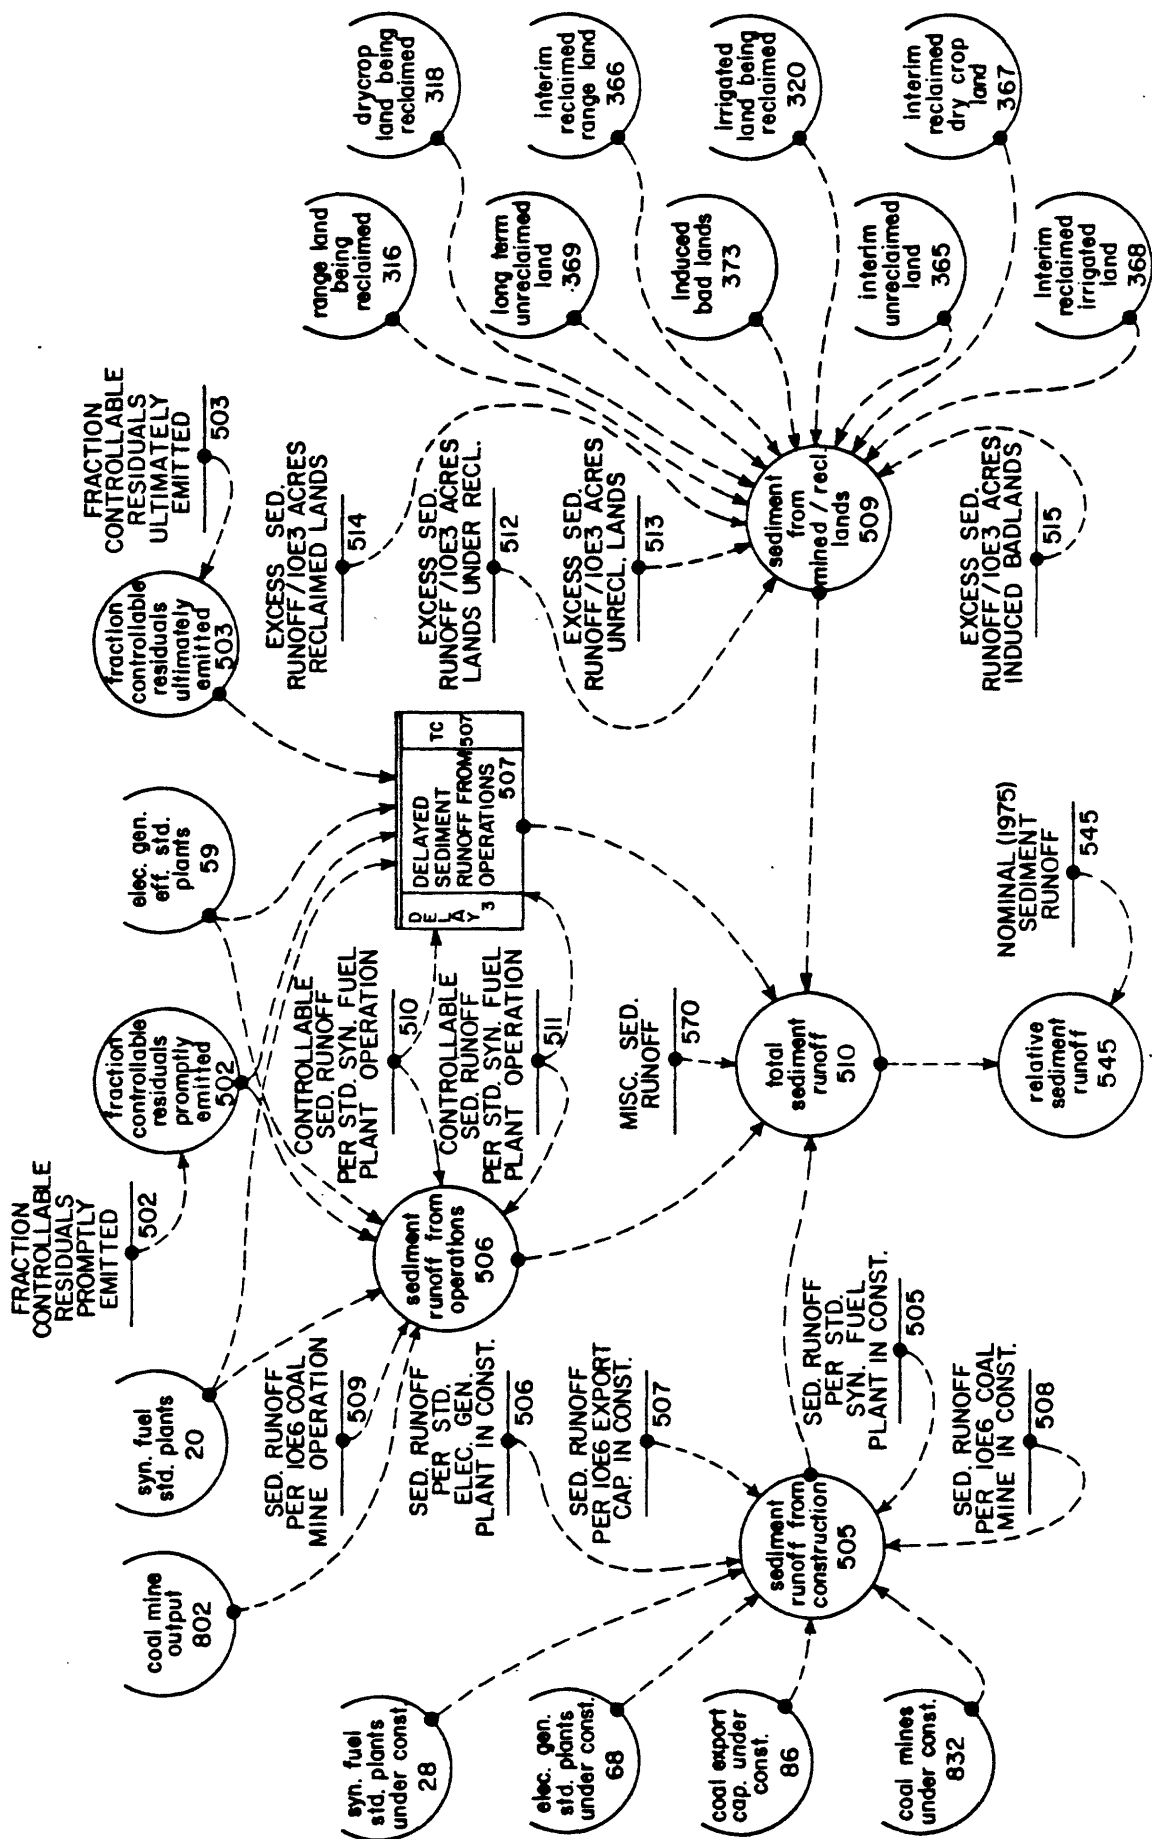 coal mine
output
802
syn. fuel
std. plants
20
FRACTION
CONTROLLABLE
RESIDUALS
PROMPTLY
EMITTED
502
fraction
controllable
residuals
promptly
emitted
502
elec. gen.
eff. std.
plants
59
fraction
controllable
residuals
ultimately
emitted
503
FRACTION
CONTROLLABLE
RESIDUALS
ULTIMATELY
EMITTED
503
syn. fuel
std. plants
under const.
28
elec. gen.
std. plants
under const.
68
coal export
cap. under
const.
86
coal mines
under const.
832
SED. RUNOFF
PER 10E6 COAL
MINE OPERATION
509
SED. RUNOFF
PER STD.
ELEC. GEN.
PLANT IN CONST.
506
SED. RUNOFF
PER 10E6 EXPORT
CAP. IN CONST.
507
SED. RUNOFF
PER STD.
SYN. FUEL
PLANT IN CONST.
505
SED. RUNOFF
PER 10E6 COAL
MINE IN CONST.
508
sediment
runoff from
construction
505
sediment
runoff from
operations
506
CONTROLLABLE
SED. RUNOFF
PER STD. SYN. FUEL
PLANT OPERATION
510
CONTROLLABLE
SED. RUNOFF
PER STD. SYN. FUEL
PLANT OPERATION
511
DELAY
3
DELAYED
SEDIMENT
RUNOFF FROM
OPERATIONS
507
TC
507
MISC. SED.
RUNOFF
570
total
sediment
runoff
510
relative
sediment
runoff
545
NOMINAL (1975)
SEDIMENT
RUNOFF
545
EXCESS SED.
RUNOFF/10E3 ACRES
RECLAIMED LANDS
514
EXCESS SED.
RUNOFF/10E3 ACRES
LANDS UNDER RECL.
512
EXCESS SED.
RUNOFF/10E3 ACRES
UNRECL. LANDS
513
EXCESS SED.
RUNOFF/10E3 ACRES
INDUCED BADLANDS
515
sediment
from
mined/recl.
lands
509
range land
being
reclaimed
316
long term
unreclaimed
land
369
induced
bad lands
373
interim
unreclaimed
land
365
interim
reclaimed
irrigated
land
368
drycrop
land being
reclaimed
318
interim
reclaimed
range land
366
irrigated
land being
reclaimed
320
interim
reclaimed
dry crop
land
367